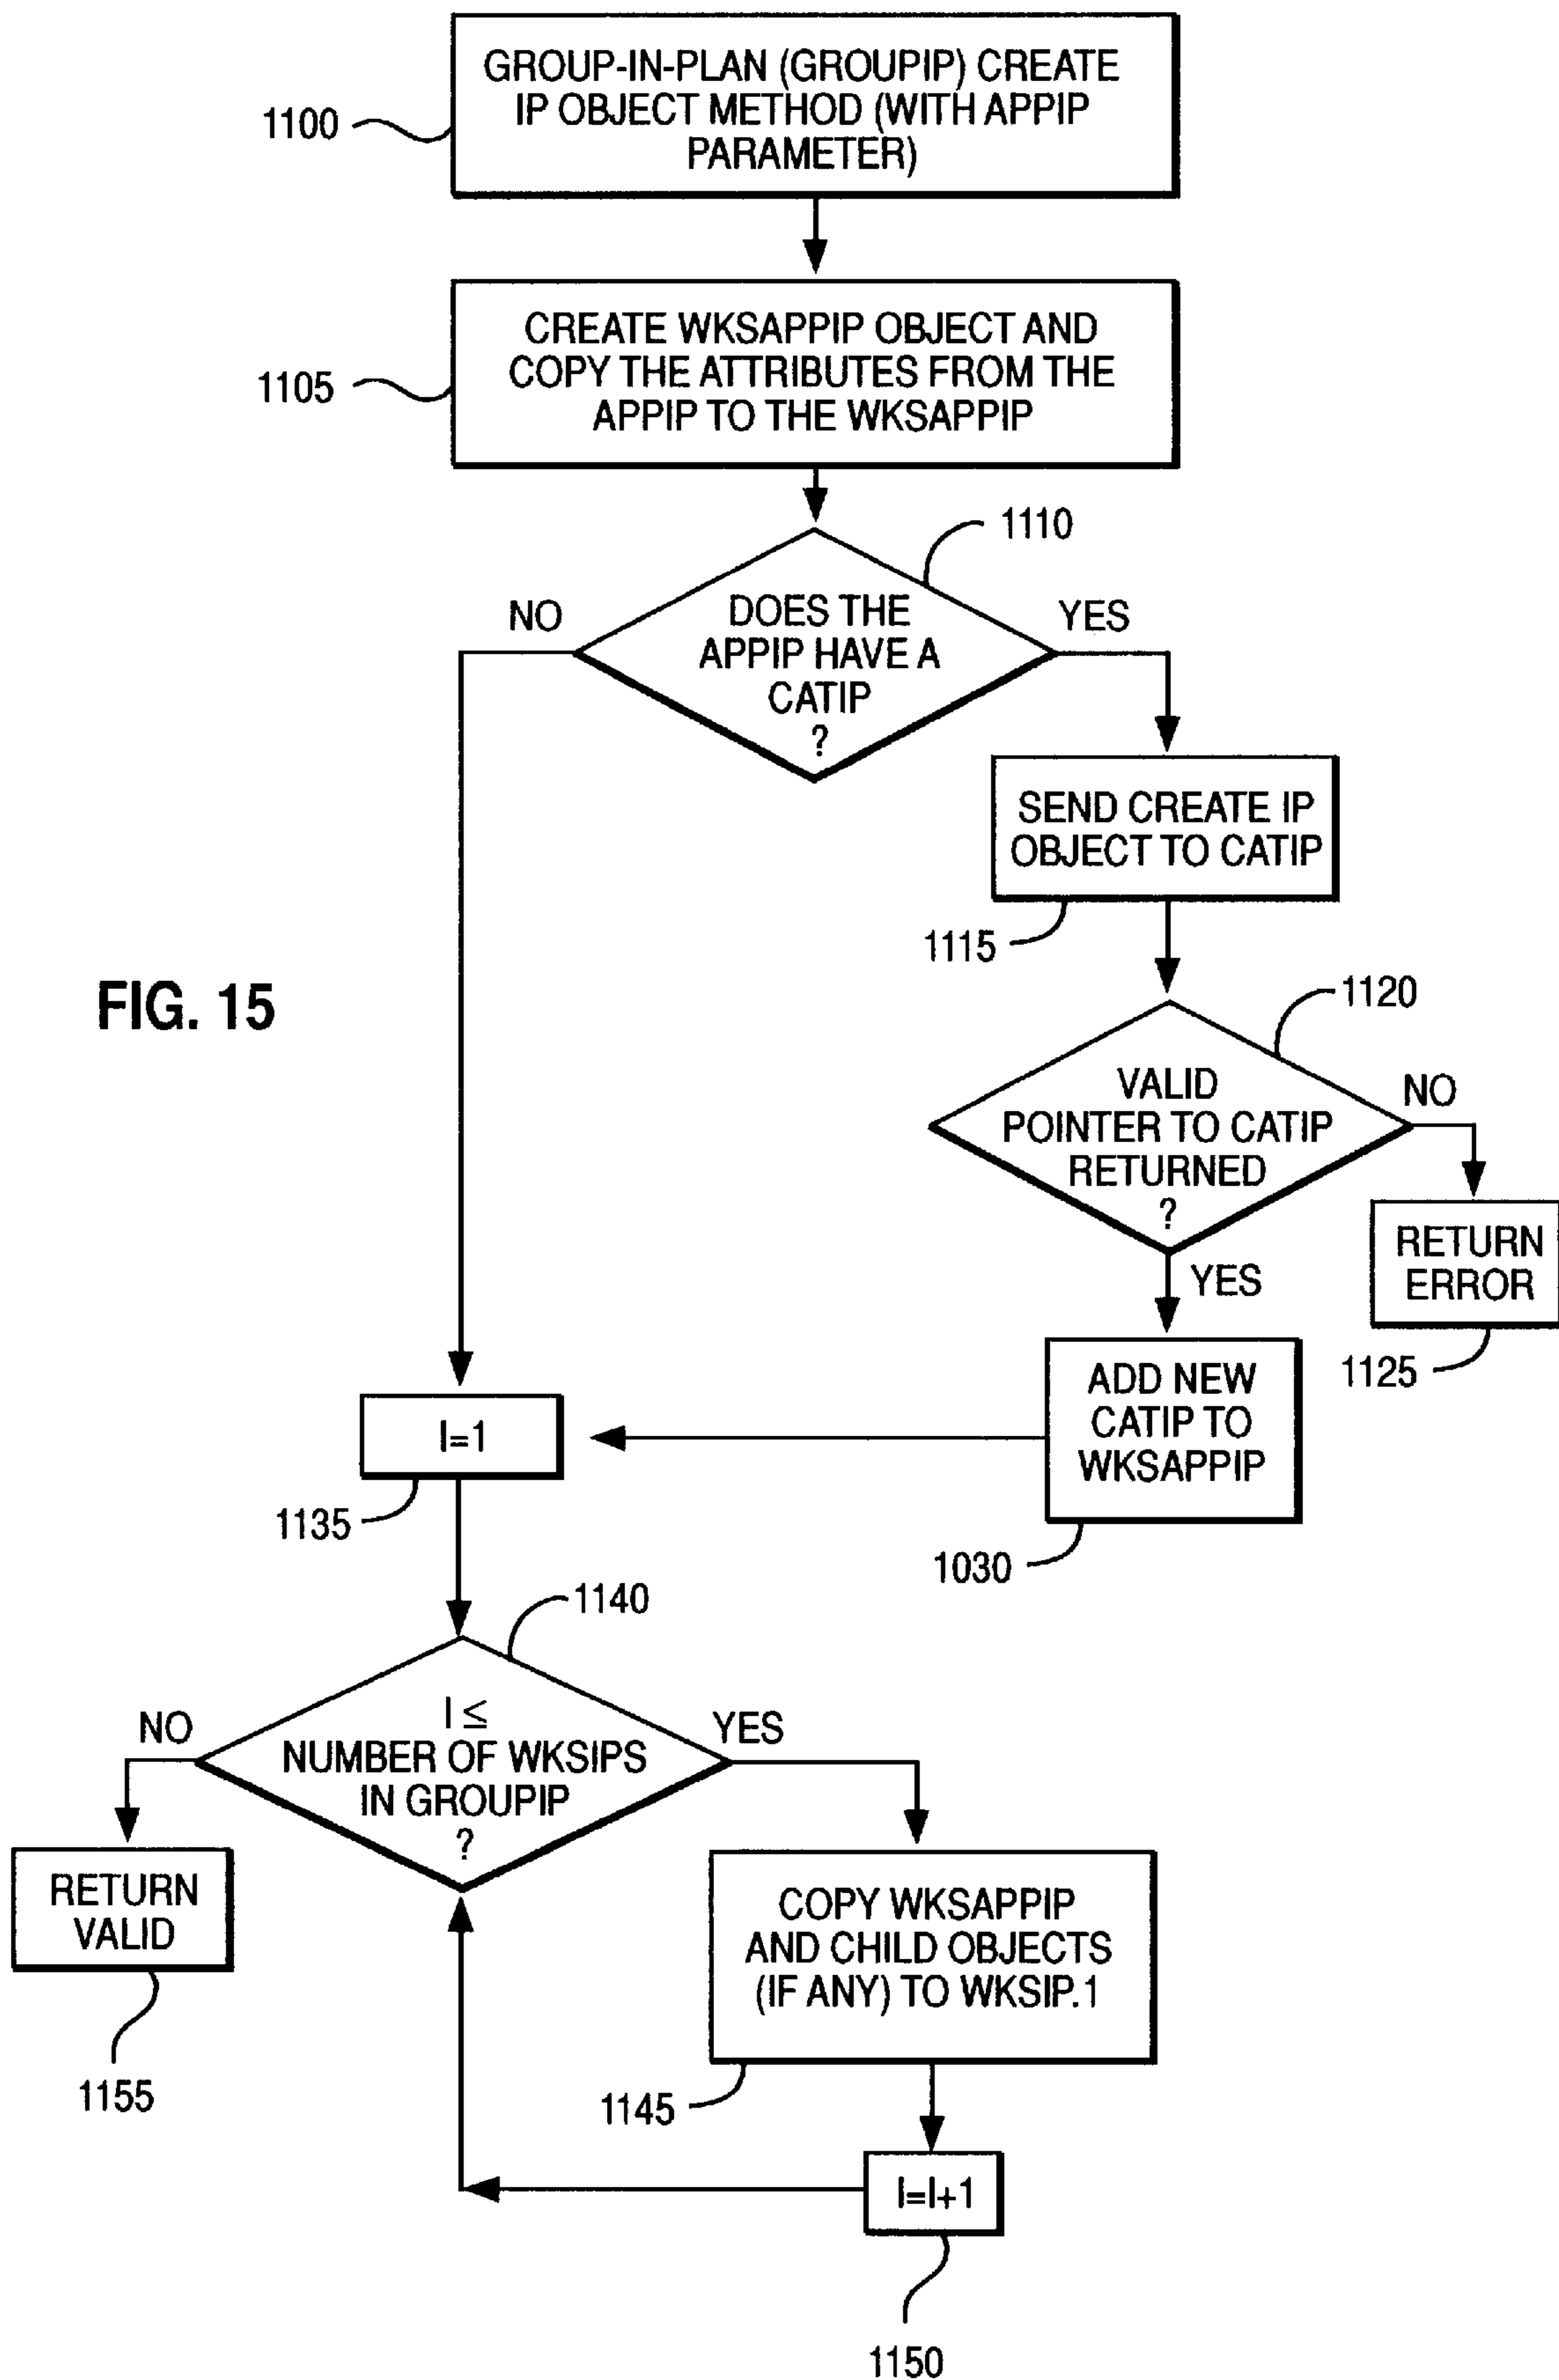 GROUP-IN-PLAN (GROUPIP) CREATE
IP OBJECT METHOD (WITH APPIP
PARAMETER)
1100
CREATE WKSAPPIP OBJECT AND
COPY THE ATTRIBUTES FROM THE
APPIP TO THE WKSAPPIP
1105
1110
NO
DOES THE
APPIP HAVE A
CATIP
?
YES
SEND CREATE IP
OBJECT TO CATIP
1115
FIG. 15
1120
VALID
POINTER TO CATIP
RETURNED
?
NO
RETURN
ERROR
1125
YES
ADD NEW
CATIP TO
WKSAPPIP
1030
I=1
1135
1140
NO
I ≤
NUMBER OF WKSIPS
IN GROUPIP
?
YES
RETURN
VALID
1155
COPY WKSAPPIP
AND CHILD OBJECTS
(IF ANY) TO WKSIP.1
1145
I=I+1
1150